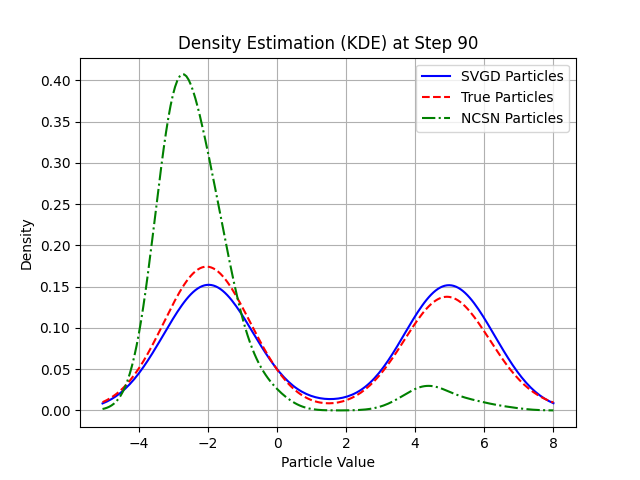 Density Estimation (KDE) at Step 90
SVGD Particles
True Particles
NCSN Particles
0.40
0.35
0.30
0.25
0.20
0.15
0.10
0.05
0.00
Density
−4
−2
0
2
4
6
8
Particle Value